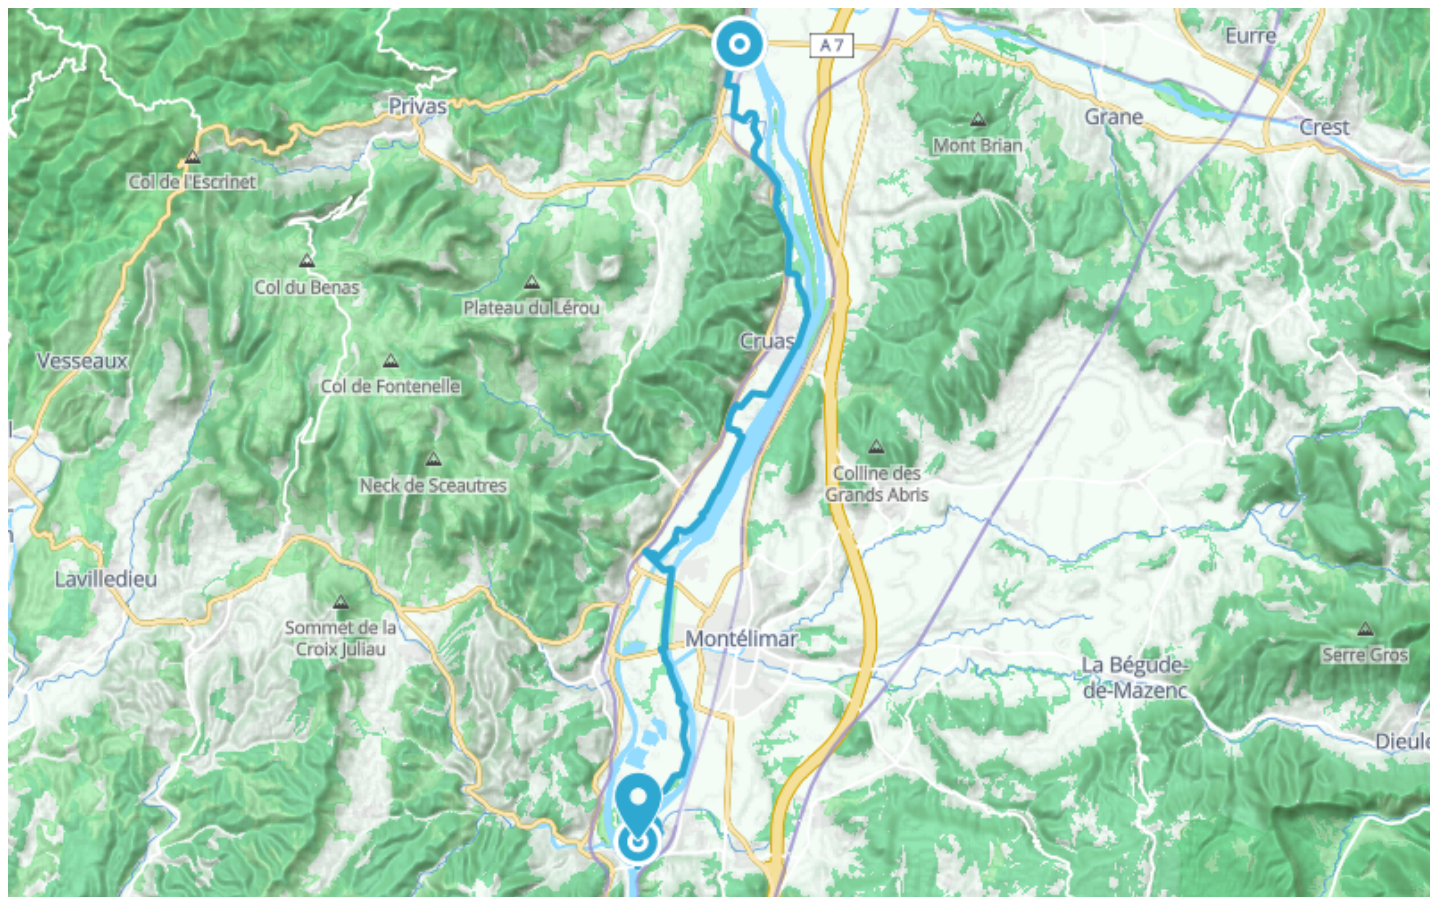 Eurre
A 7
Privas
Grane
Crest
Mont Brian
Col de l'Escrinet
Col du Benas
Plateau du Lérou
Cruas
Vesseaux
Col de Fontenelle
Colline des
Grands Abris
Neck de Sceautres
Lavilledieu
Sommet de la
Croix Juliau
Montélimar
Serre Gros
La Bégude-
de-Mazenc
Dieule